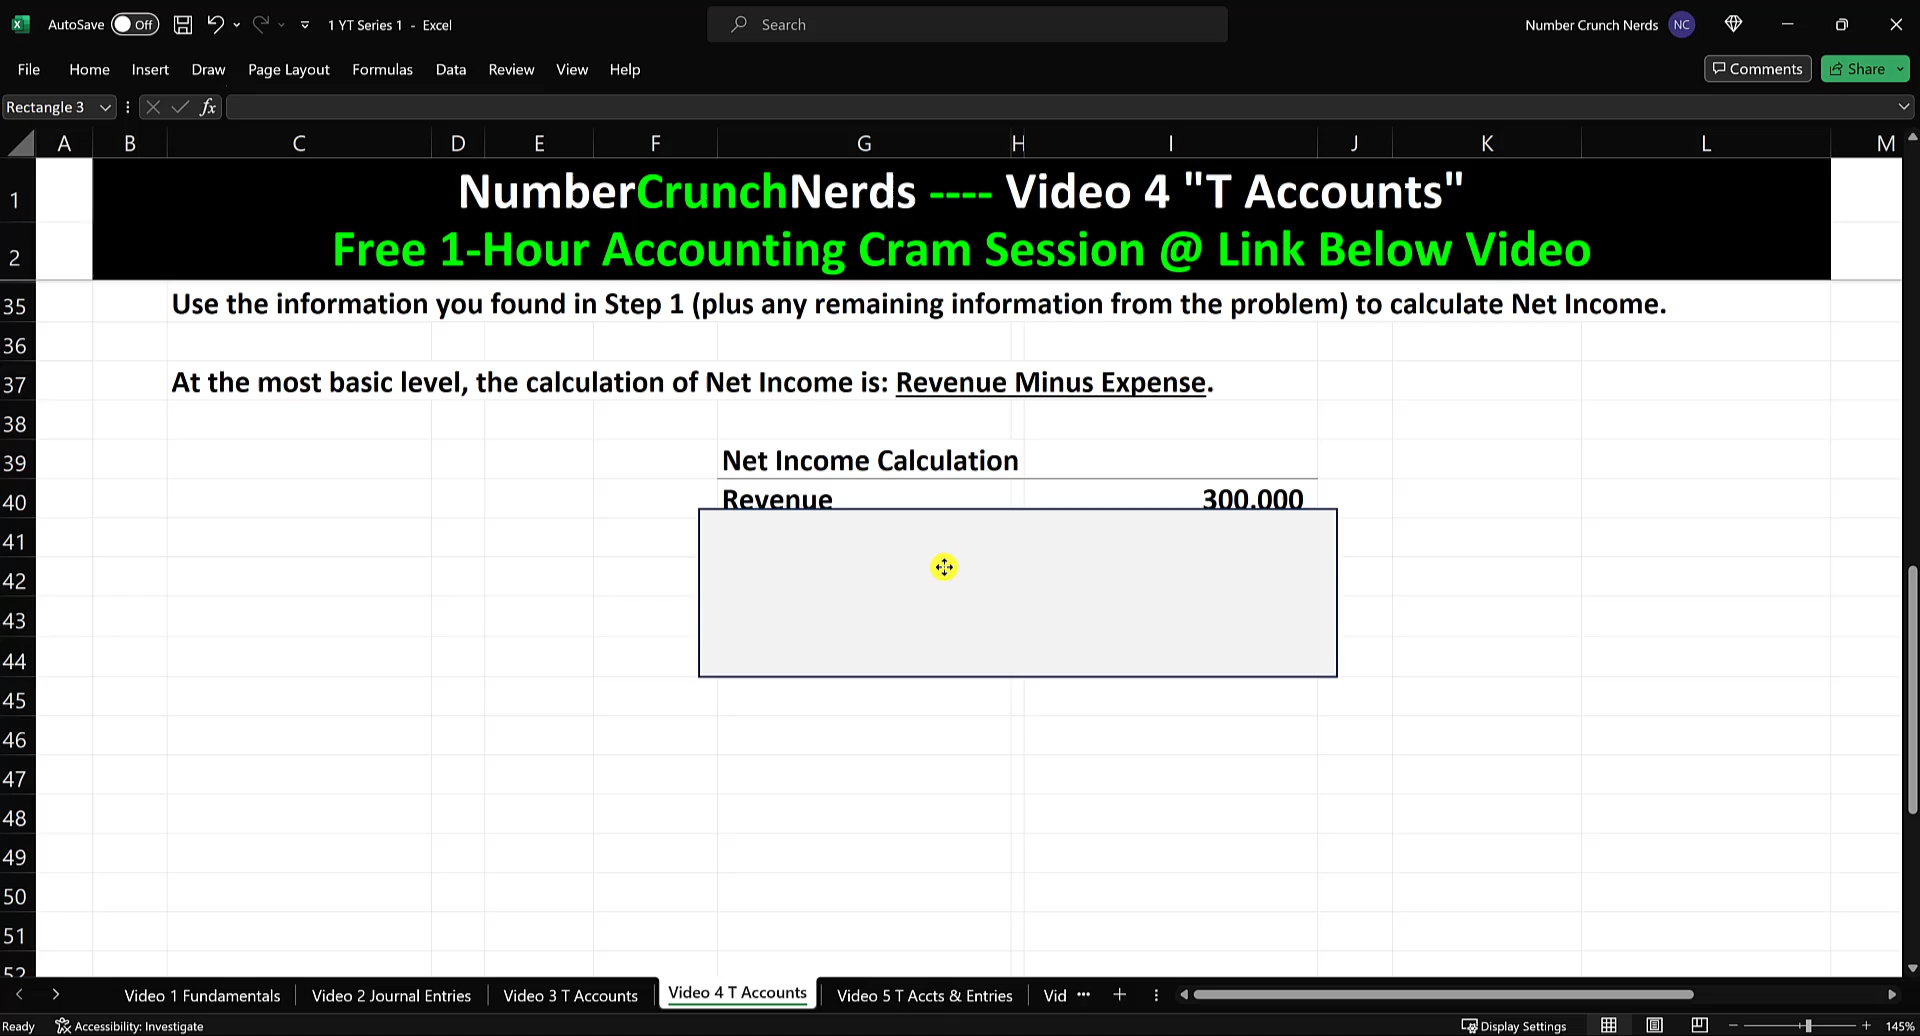 AutoSave Off 1 YT Series 1 - Excel Search Number Crunch Nerds NC
File Home Insert Draw Page Layout Formulas Data Review View Help Comments Share
Rectangle 3 fx
A B C D E F G H I J K L M
1 NumberCrunchNerds ---- Video 4 "T Accounts"
2 Free 1-Hour Accounting Cram Session @ Link Below Video
35 Use the information you found in Step 1 (plus any remaining information from the problem) to calculate Net Income.
36
37 At the most basic level, the calculation of Net Income is: Revenue Minus Expense.
38
39 Net Income Calculation
40 Revenue 300,000
41
42
43
44
45
46
47
48
49
50
51
52
Video 1 Fundamentals Video 2 Journal Entries Video 3 T Accounts Video 4 T Accounts Video 5 T Accts & Entries Vid ...
Ready Accessibility: Investigate Display Settings 145%